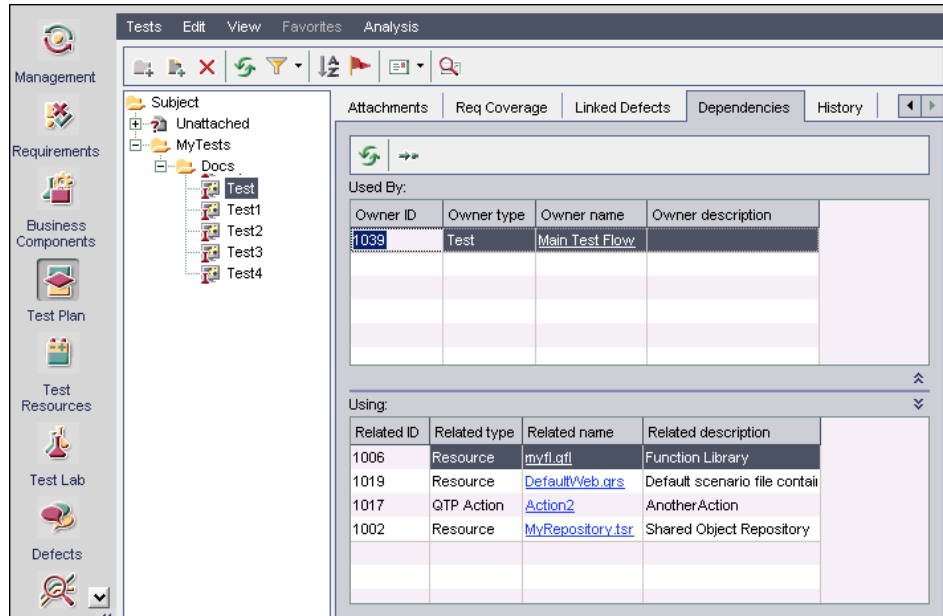 Tests Edit View Favorites Analysis
Management
Requirements
Business
Components
Test Plan
Test
Resources
Test Lab
Defects
Subject
Unattached
MyTests
Docs
Test
Test1
Test2
Test3
Test4
Attachments Req Coverage Linked Defects Dependencies History
Used By:
Owner ID Owner type Owner name Owner description
1039 Test Main Test Flow
Using:
Related ID Related type Related name Related description
1006 Resource myfl.qfl Function Library
1019 Resource DefaultWeb.qrs Default scenario file contain
1017 QTP Action Action2 AnotherAction
1002 Resource MyRepository.tsr Shared Object Repository